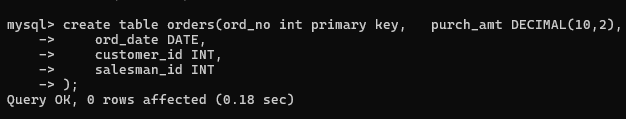 mysql> create table orders(ord_no int primary key,   purch_amt DECIMAL(10,2),
    ->     ord_date DATE,
    ->     customer_id INT,
    ->     salesman_id INT
    -> );
Query OK, 0 rows affected (0.18 sec)